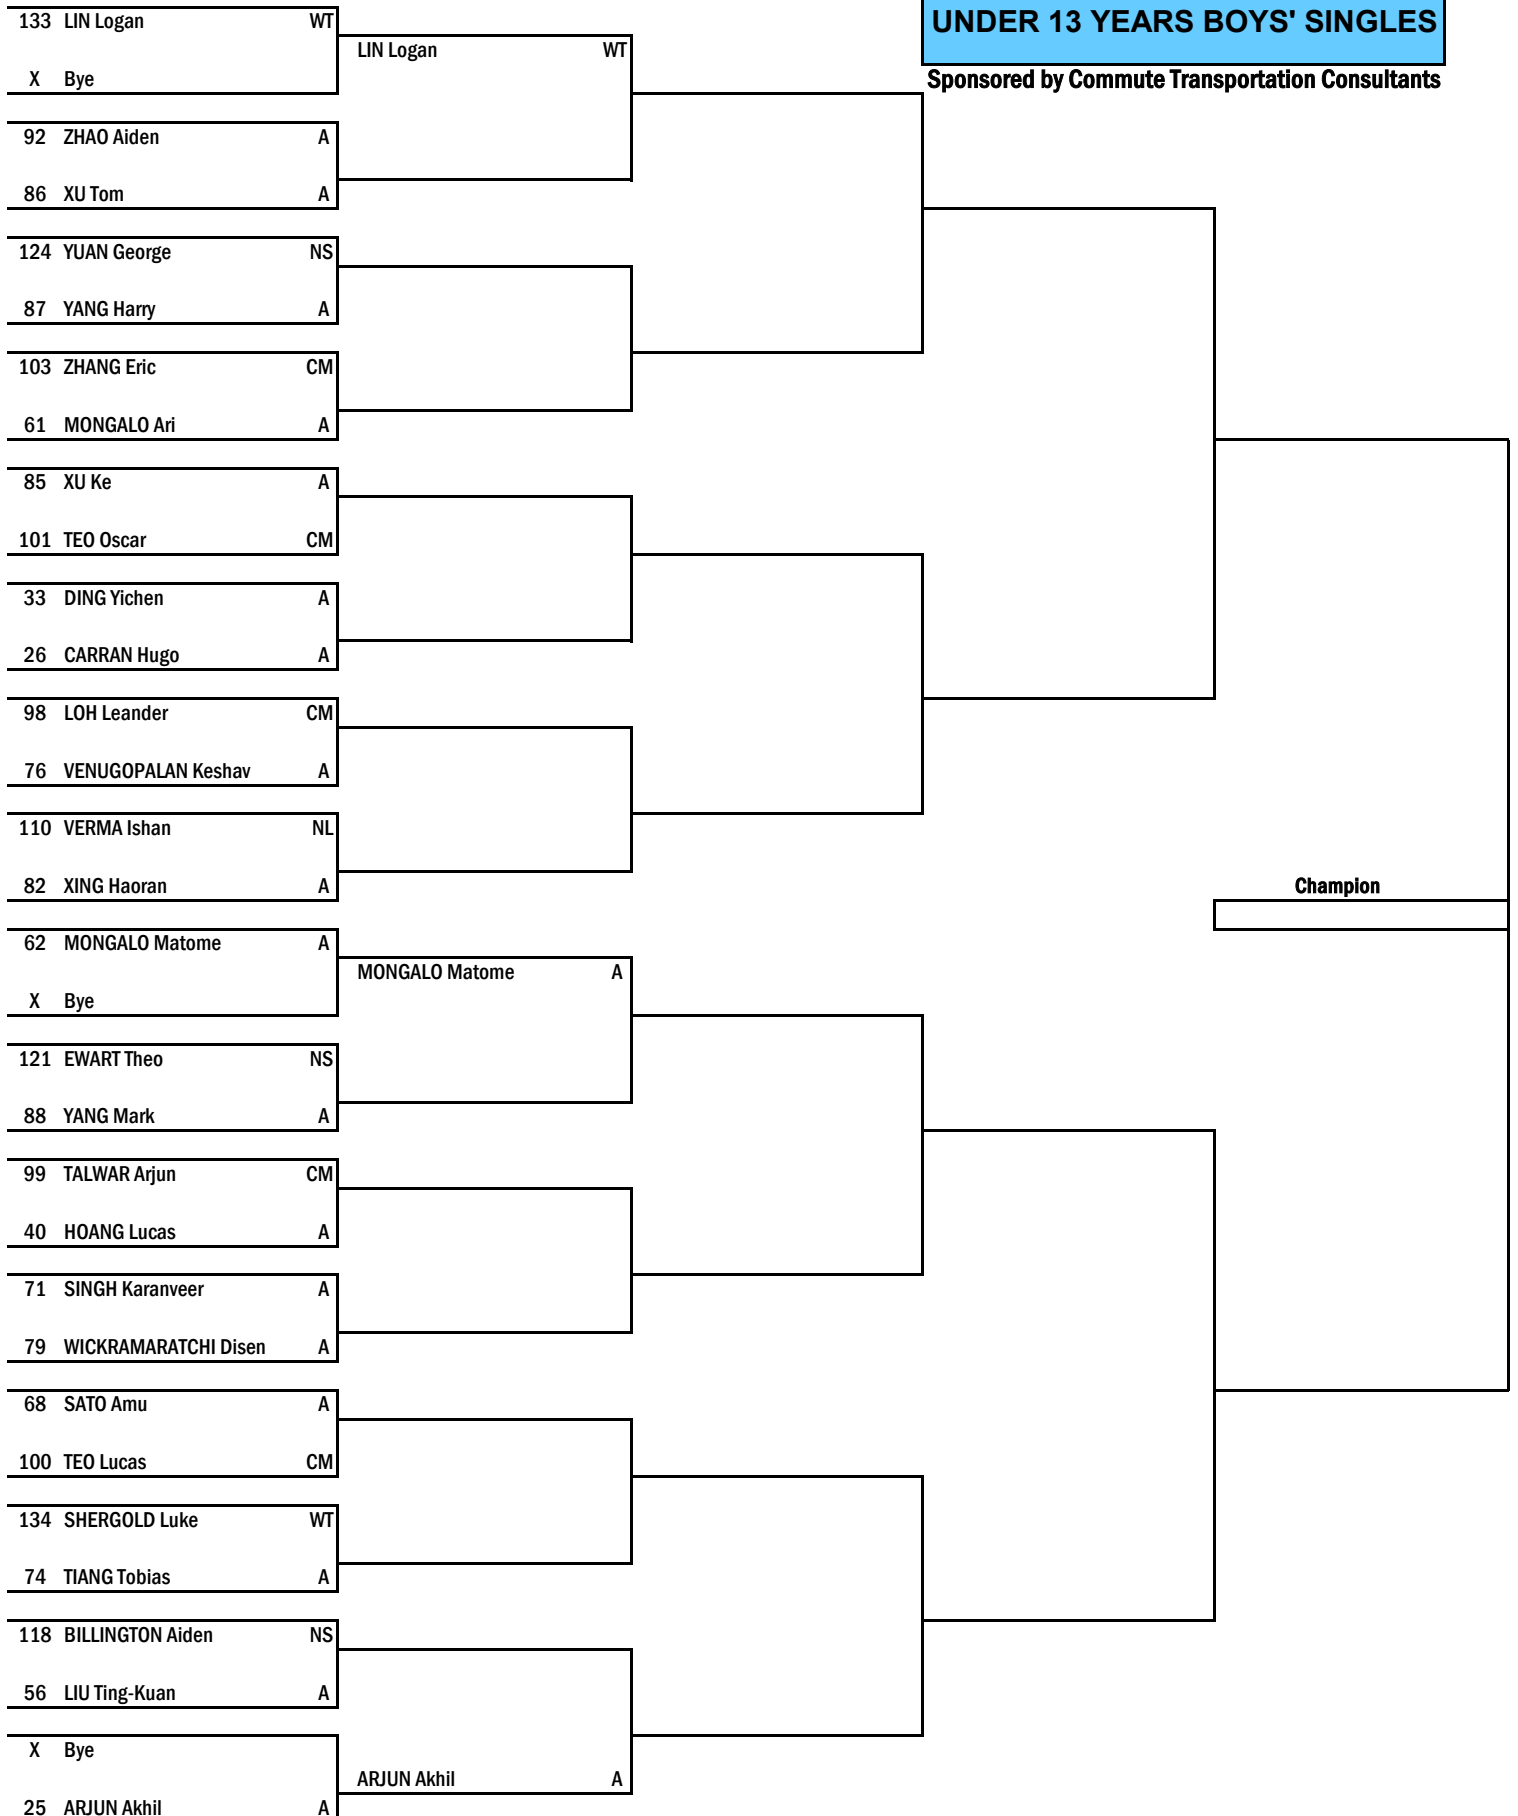 UNDER 13 YEARS BOYS' SINGLES
Sponsored by Commute Transportation Consultants
133 LIN Logan WT
LIN Logan WT
X Bye
92 ZHAO Aiden A
86 XU Tom A
124 YUAN George NS
87 YANG Harry A
103 ZHANG Eric CM
61 MONGALO Ari A
85 XU Ke A
101 TEO Oscar CM
33 DING Yichen A
26 CARRAN Hugo A
98 LOH Leander CM
76 VENUGOPALAN Keshav A
110 VERMA Ishan NL
82 XING Haoran A
Champion
62 MONGALO Matome A
MONGALO Matome A
X Bye
121 EWART Theo NS
88 YANG Mark A
99 TALWAR Arjun CM
40 HOANG Lucas A
71 SINGH Karanveer A
79 WICKRAMARATCHI Disen A
68 SATO Amu A
100 TEO Lucas CM
134 SHERGOLD Luke WT
74 TIANG Tobias A
118 BILLINGTON Aiden NS
56 LIU Ting-Kuan A
X Bye
ARJUN Akhil A
25 ARJUN Akhil A